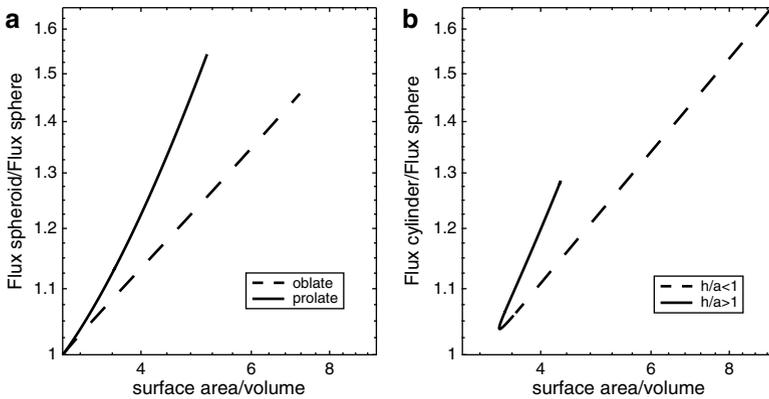 a
Flux spheroid/Flux sphere
1.6
1.5
1.4
1.3
1.2
1.1
1
4
6
8
surface area/volume
oblate
prolate
b
Flux cylinder/Flux sphere
1.6
1.5
1.4
1.3
1.2
1.1
1
4
6
8
surface area/volume
h/a<1
h/a>1